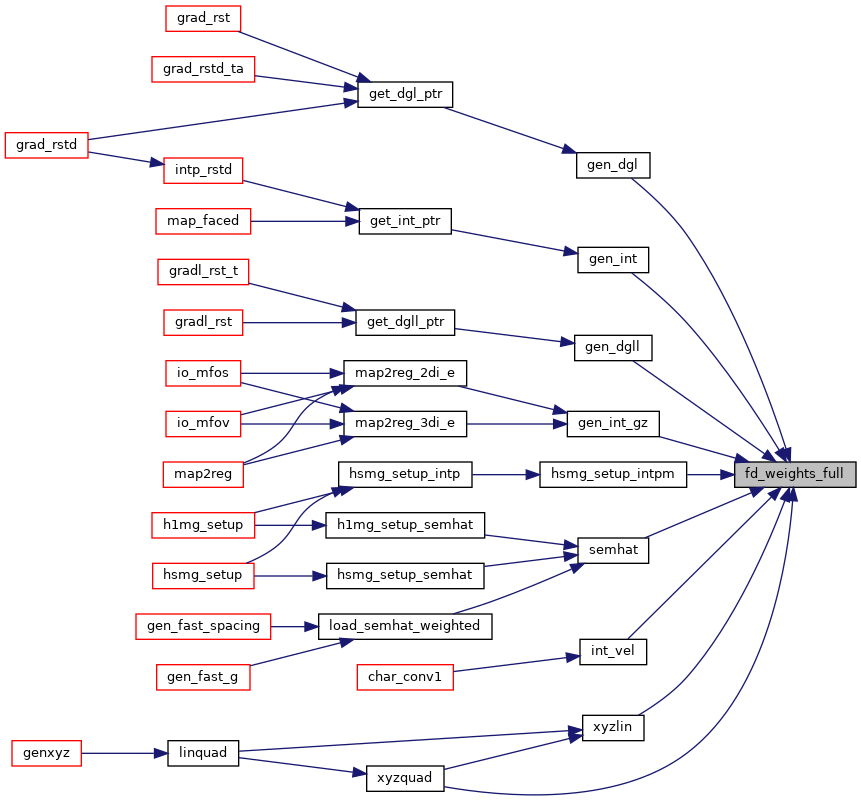 grad_rst
grad_rstd_ta
get_dgl_ptr
grad_rstd
gen_dgl
intp_rstd
map_faced
get_int_ptr
gen_int
gradl_rst_t
gradl_rst
get_dgll_ptr
gen_dgll
io_mfos
map2reg_2di_e
io_mfov
map2reg_3di_e
gen_int_gz
map2reg
hsmg_setup_intp
hsmg_setup_intpm
fd_weights_full
h1mg_setup
h1mg_setup_semhat
semhat
hsmg_setup
hsmg_setup_semhat
gen_fast_spacing
load_semhat_weighted
int_vel
gen_fast_g
char_conv1
xyzlin
genxyz
linquad
xyzquad